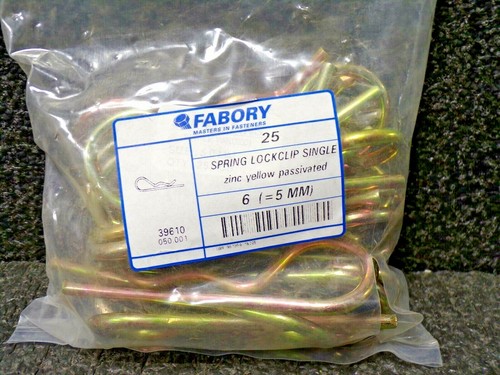 FABORY
MASTERS IN FASTENERS
25
SPRING LOCKCLIP SINGLE
zinc yellow passivated
6 (=5 MM)
39610
050.001